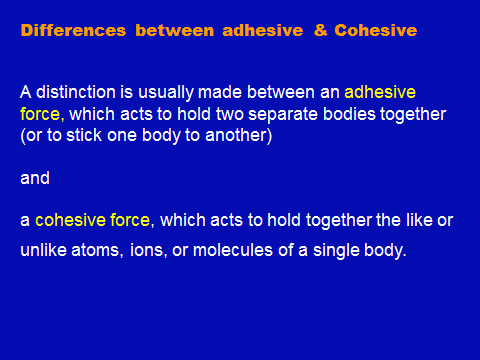 Differences between adhesive & Cohesive
A distinction is usually made between an adhesive
force, which acts to hold two separate bodies together
(or to stick one body to another)
and
a cohesive force, which acts to hold together the like or
unlike atoms, ions, or molecules of a single body.